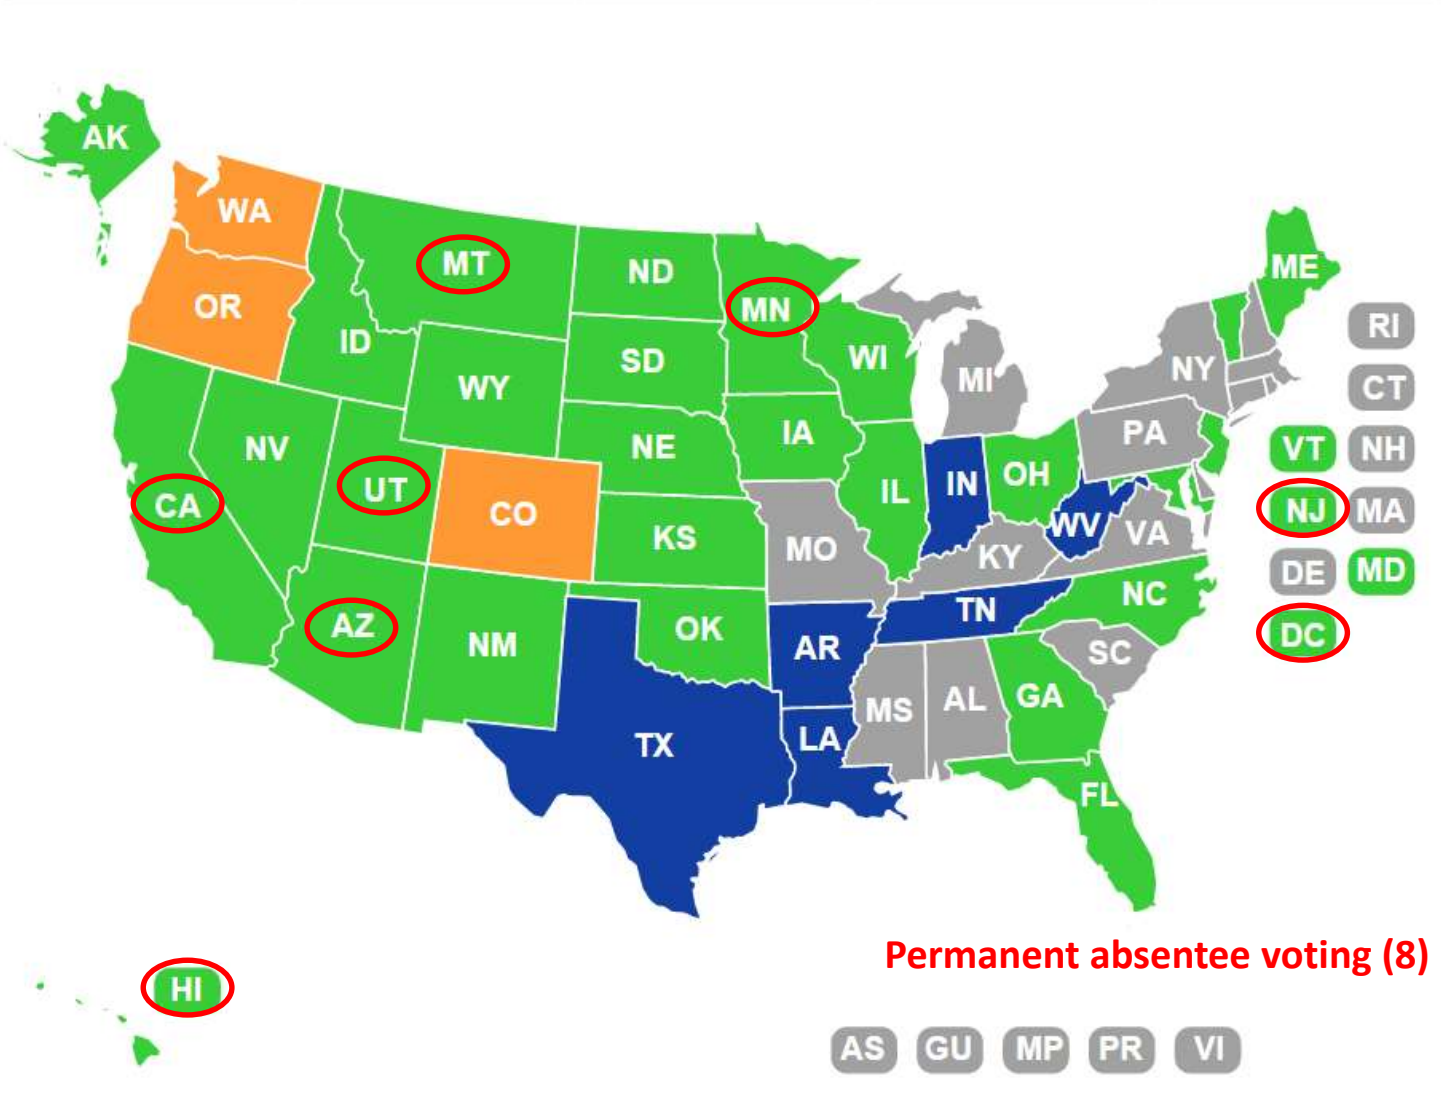 AK
WA
MT
ND
MN
ME
OR
ID
SD
WI
RI
WY
MI
NY
CT
NV
NE
IA
PA
VT
NH
CA
UT
CO
IL
IN
OH
NJ
MA
KS
MO
KY
WV
VA
DE
MD
AZ
NM
OK
AR
TN
NC
DC
SC
TX
LA
MS
AL
GA
FL
Permanent absentee voting (8)
HI
AS
GU
MP
PR
VI